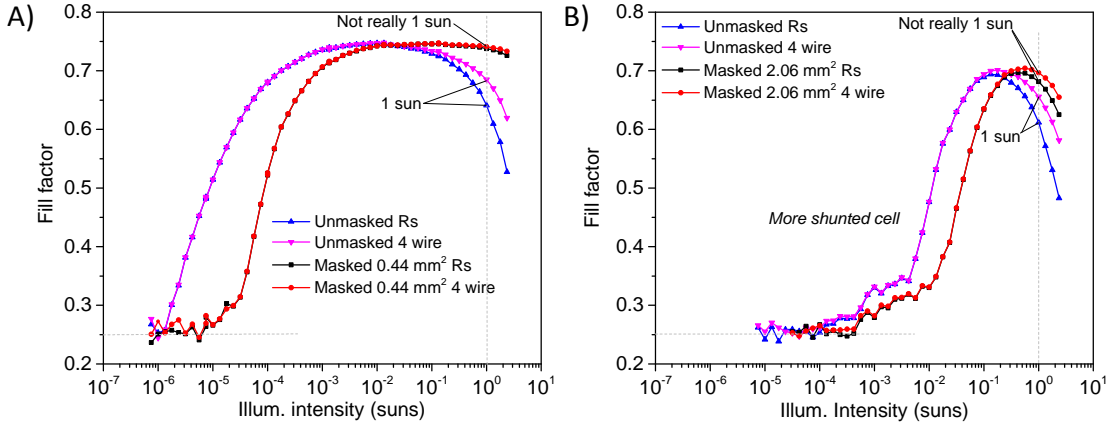 A)
Fill factor
0.8
0.7
0.6
0.5
0.4
0.3
0.2
Not really 1 sun
1 sun
Unmasked Rs
Unmasked 4 wire
Masked 0.44 mm² Rs
Masked 0.44 mm² 4 wire
10⁻⁷ 10⁻⁶ 10⁻⁵ 10⁻⁴ 10⁻³ 10⁻² 10⁻¹ 10⁰ 10¹
Illum. intensity (suns)
B)
Fill factor
0.8
0.7
0.6
0.5
0.4
0.3
0.2
Unmasked Rs
Unmasked 4 wire
Masked 2.06 mm² Rs
Masked 2.06 mm² 4 wire
Not really 1 sun
1 sun
More shunted cell
10⁻⁷ 10⁻⁶ 10⁻⁵ 10⁻⁴ 10⁻³ 10⁻² 10⁻¹ 10⁰ 10¹
Illum. Intensity (suns)